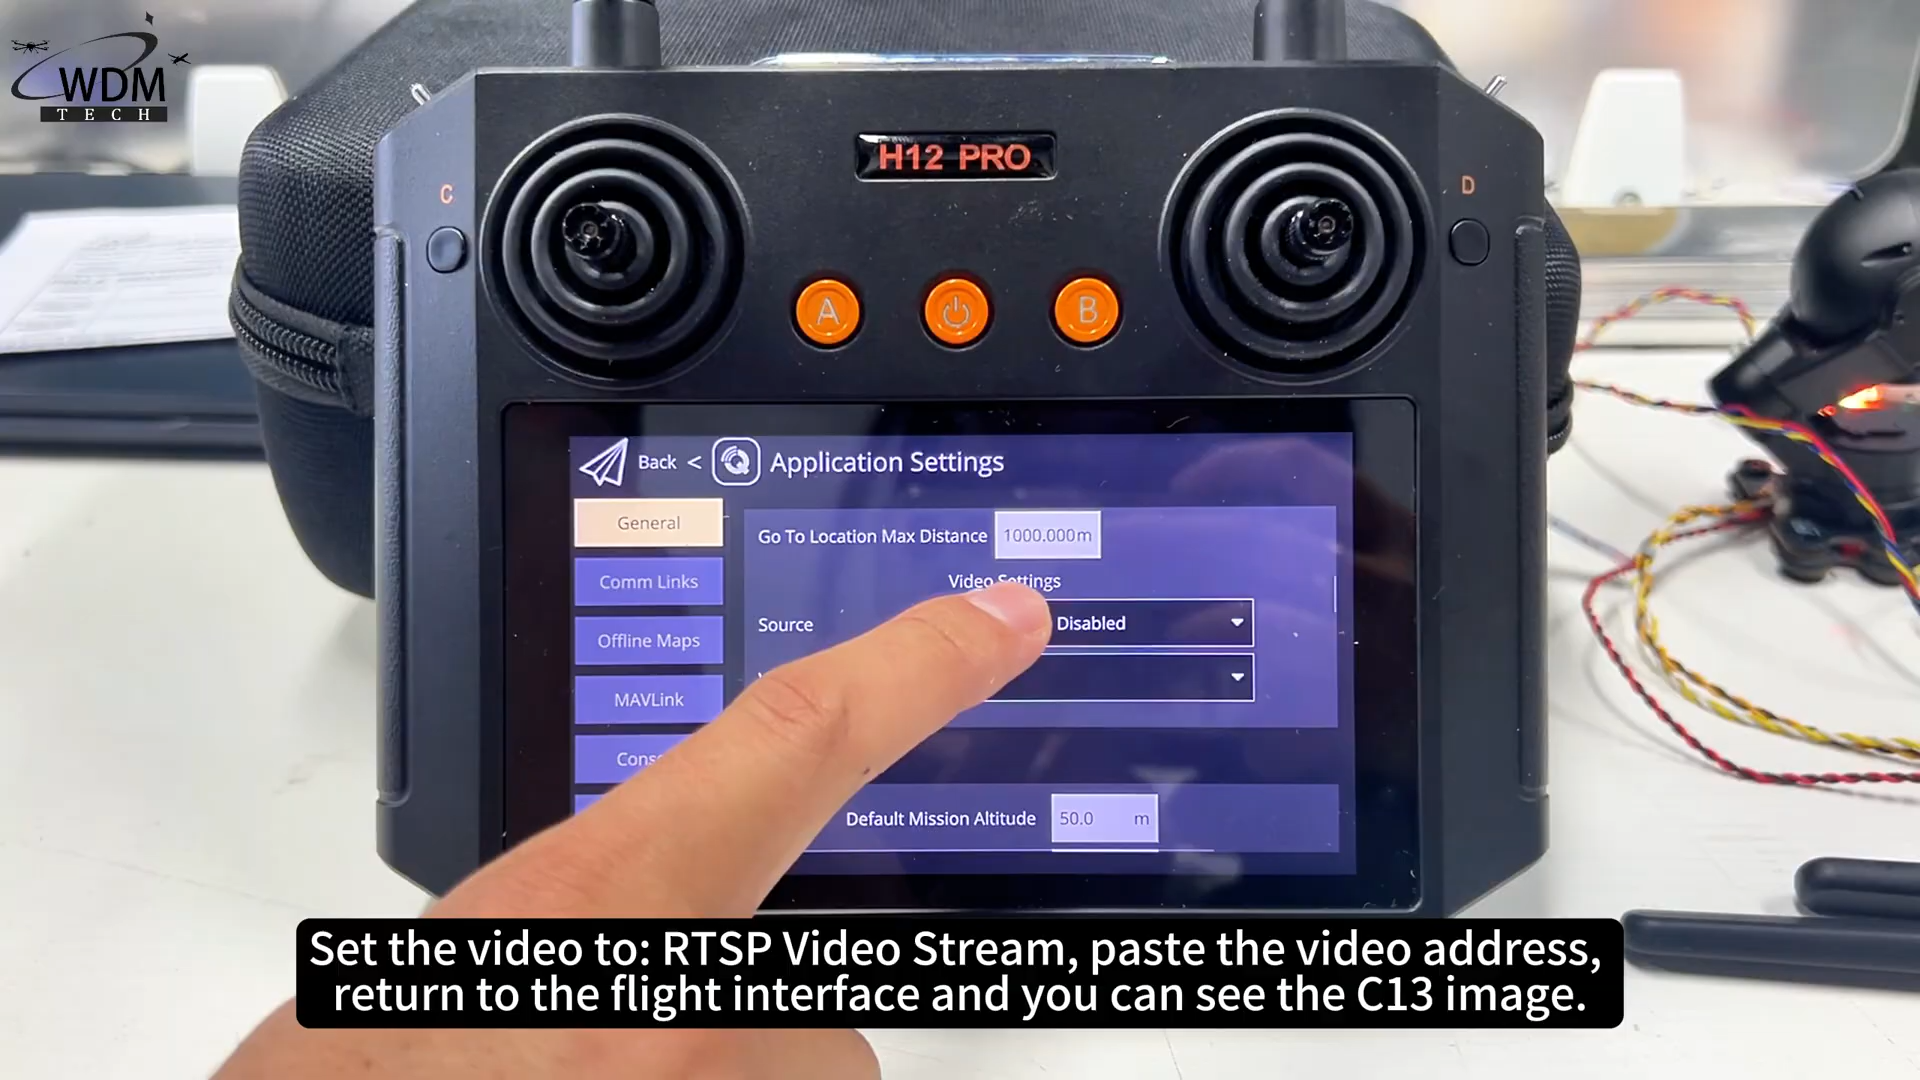 WDM
TECH
H12 PRO
C
D
A
B
Back < Application Settings
General
Go To Location Max Distance 1000.000m
Comm Links
Video Settings
Source Disabled
Offline Maps
MAVLink
Default Mission Altitude 50.0 m
Set the video to: RTSP Video Stream, paste the video address,
return to the flight interface and you can see the C13 image.